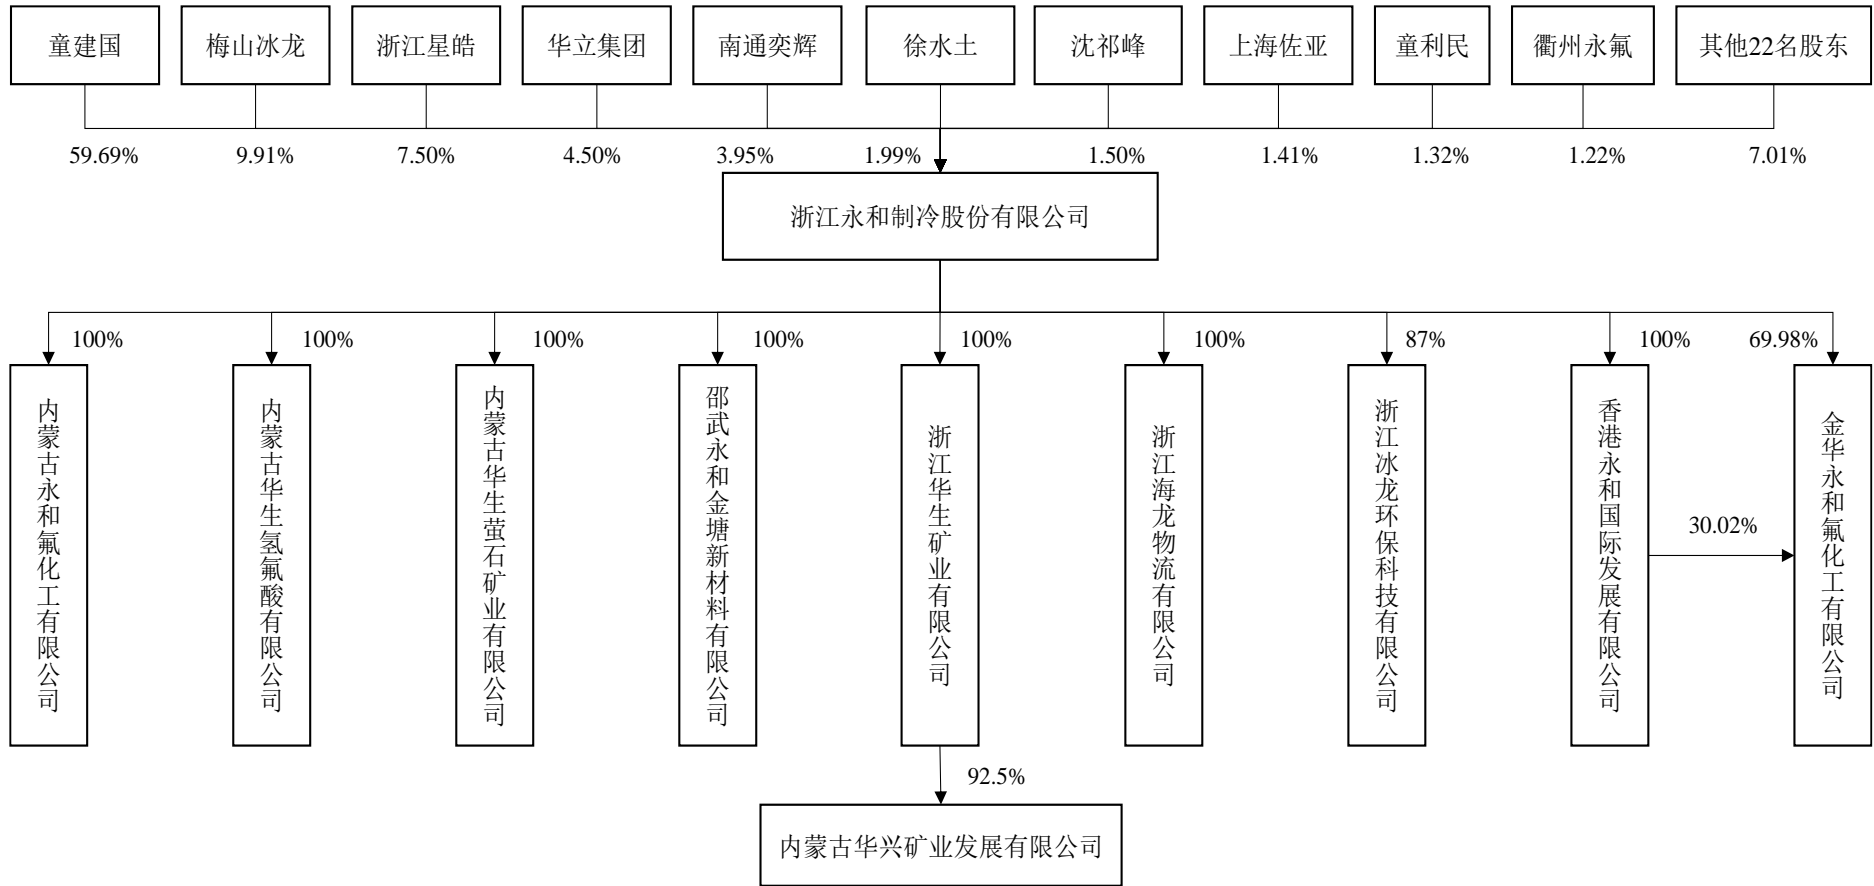 童建国
梅山冰龙
浙江星皓
华立集团
南通奕辉
徐水土
沈祁峰
上海佐亚
童利民
衢州永氟
其他22名股东
59.69%
9.91%
7.50%
4.50%
3.95%
1.99%
1.50%
1.41%
1.32%
1.22%
7.01%
浙江永和制冷股份有限公司
100%
100%
100%
100%
100%
100%
87%
100%
69.98%
内蒙古永和氟化工有限公司
内蒙古华生氢氟酸有限公司
内蒙古华生萤石矿业有限公司
邵武永和金塘新材料有限公司
浙江华生矿业有限公司
浙江海龙物流有限公司
浙江冰龙环保科技有限公司
香港永和国际发展有限公司
30.02%
金华永和氟化工有限公司
92.5%
内蒙古华兴矿业发展有限公司